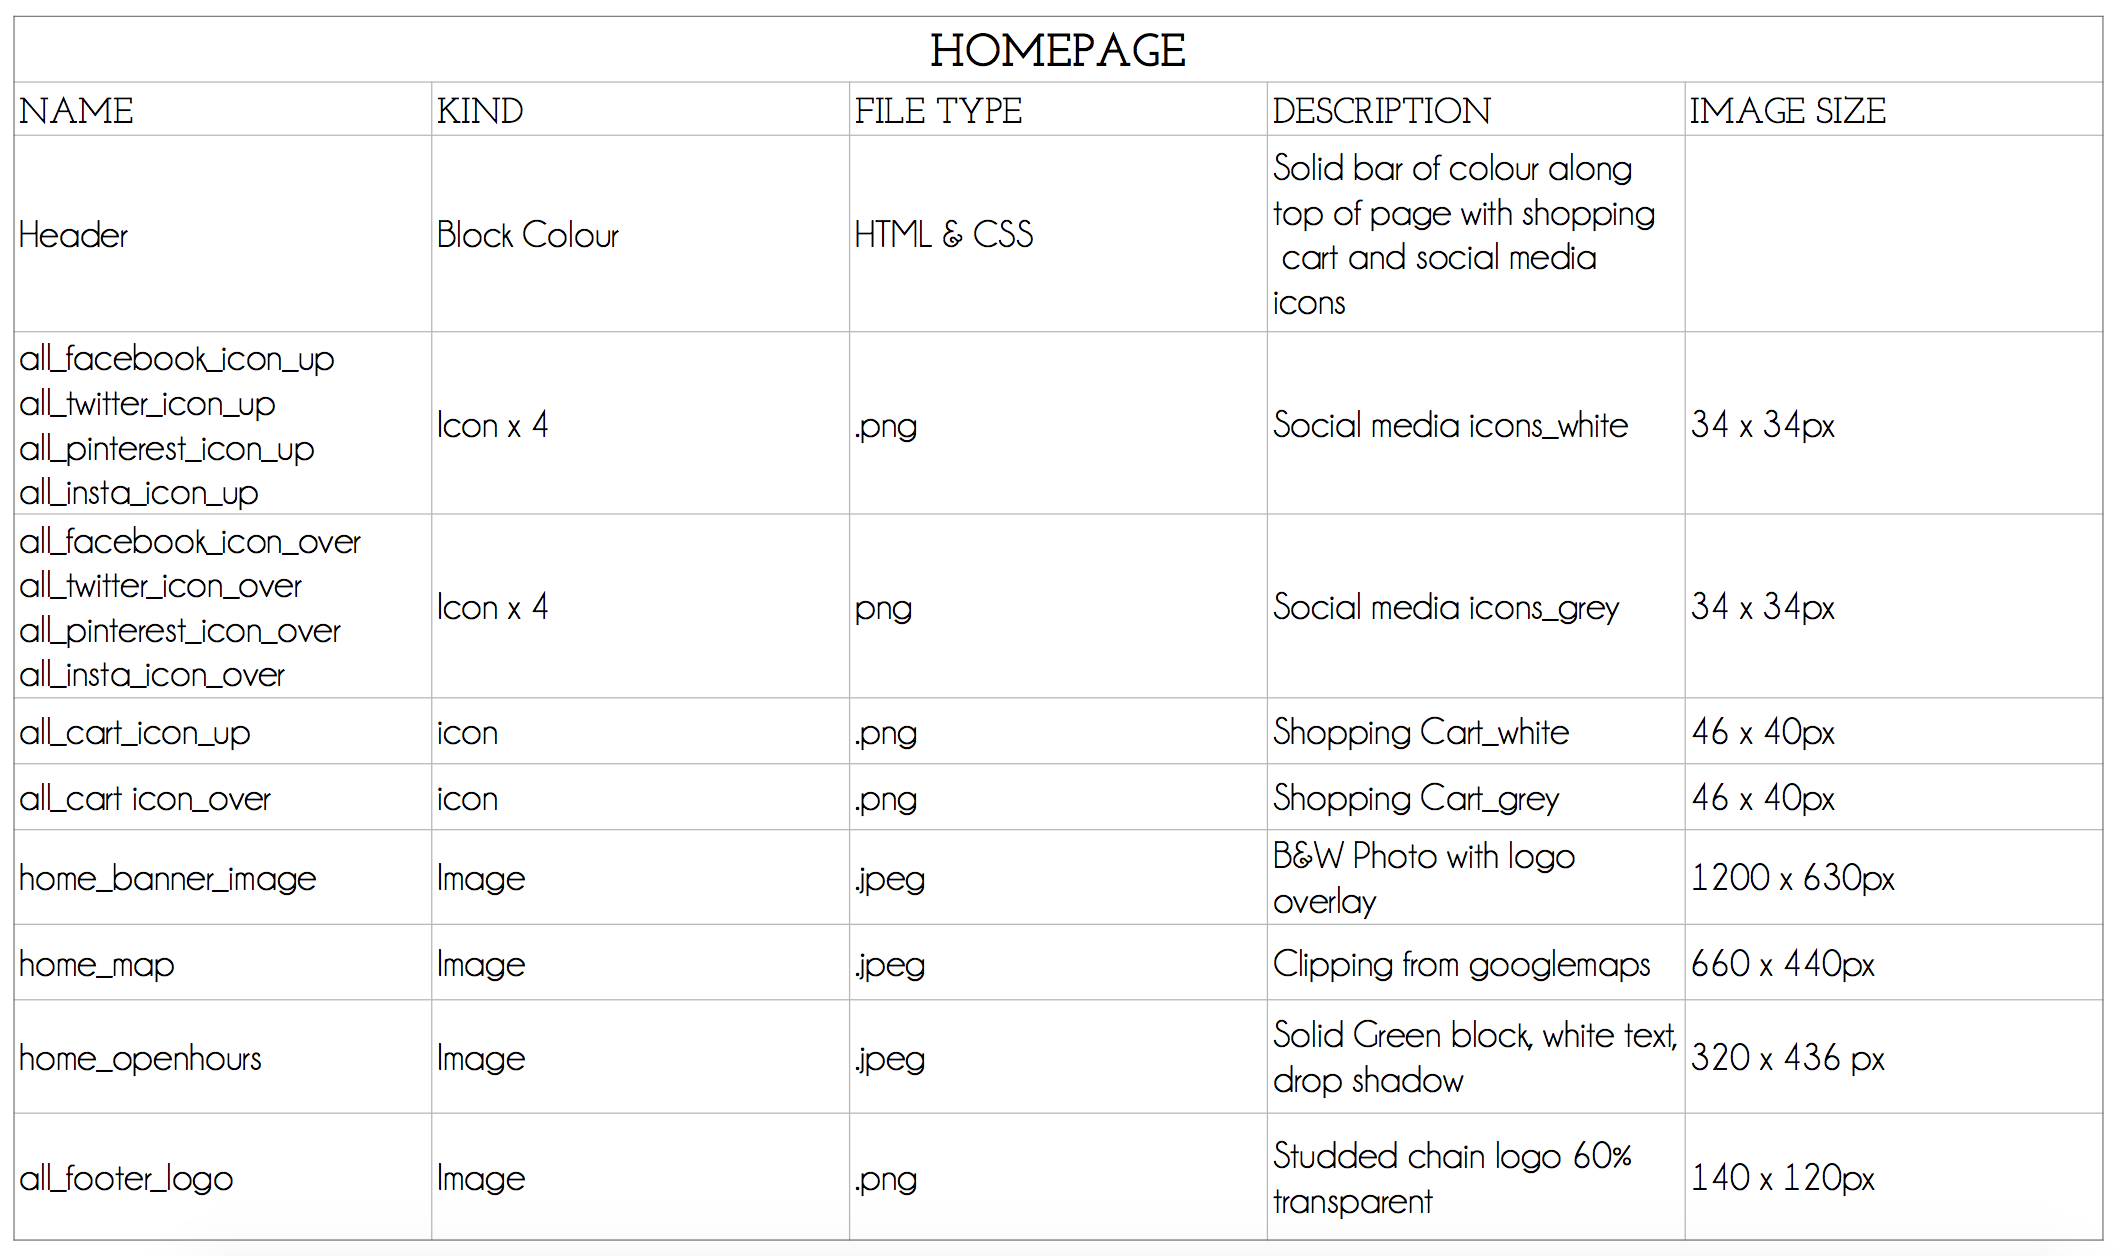 HOMEPAGE
NAME KIND FILE TYPE DESCRIPTION IMAGE SIZE
Header Block Colour HTML & CSS Solid bar of colour along
top of page with shopping
cart and social media
icons
all_facebook_icon_up
all_twitter_icon_up
all_pinterest_icon_up
all_insta_icon_up
Icon x 4 .png Social media icons_white 34 x 34px
all_facebook_icon_over
all_twitter_icon_over
all_pinterest_icon_over
all_insta_icon_over
Icon x 4 png Social media icons_grey 34 x 34px
all_cart_icon_up icon .png Shopping Cart_white 46 x 40px
all_cart icon_over icon .png Shopping Cart_grey 46 x 40px
home_banner_image Image .jpeg B&W Photo with logo
overlay
1200 x 630px
home_map Image .jpeg Clipping from googlemaps 660 x 440px
home_openhours Image .jpeg Solid Green block, white text,
drop shadow
320 x 436 px
all_footer_logo Image .png Studded chain logo 60%
transparent
140 x 120px